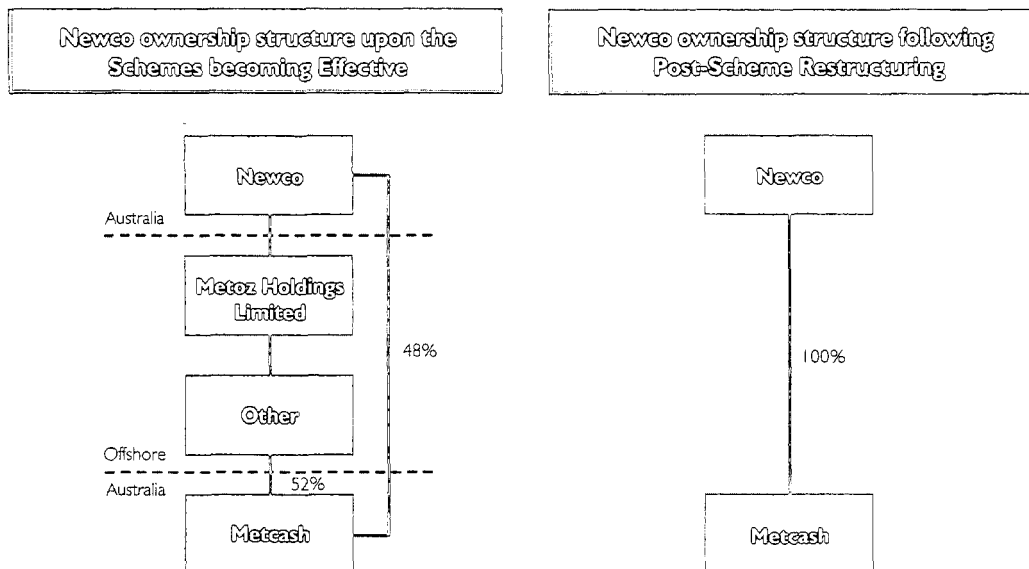 Newco ownership structure upon the
Schemes becoming Effective
Newco ownership structure following
Post-Scheme Restructuring
Newco
Australia
Metoz Holdings
Limited
48%
Other
Offshore
52%
Australia
Metcash
Newco
100%
Metcash